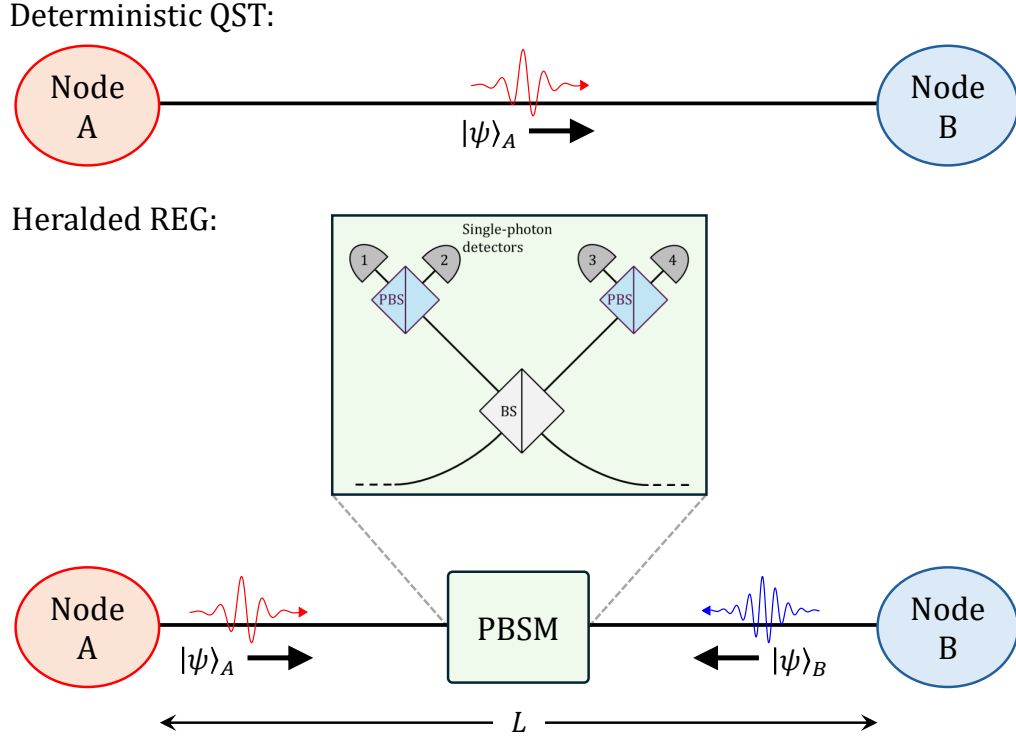 Deterministic QST:
Node
A
|ψ⟩_A
Node
B
Heralded REG:
Single-photon
detectors
1
2
3
4
PBS
PBS
BS
Node
A
|ψ⟩_A
PBSM
|ψ⟩_B
Node
B
L